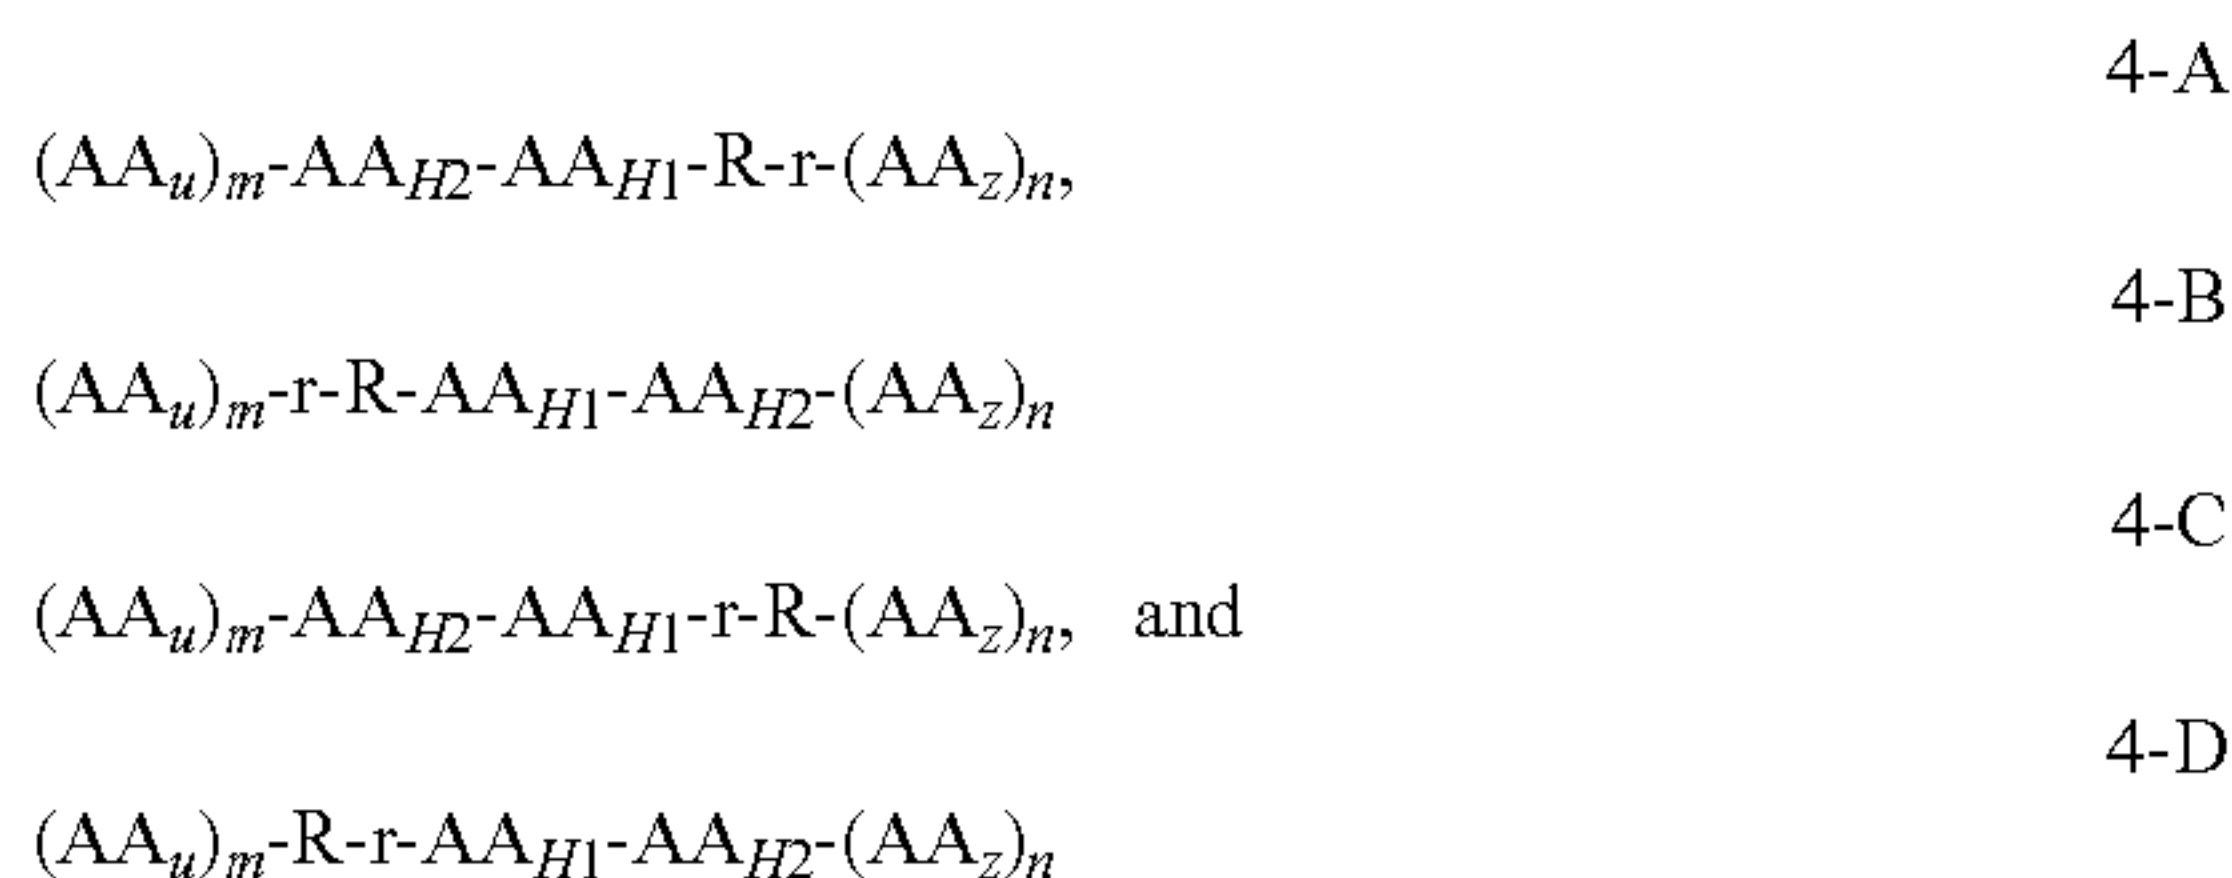 4-A
(AAu)m-AAH2-AAH1-R-r-(AAz)n,
4-B
(AAu)m-r-R-AAH1-AAH2-(AAz)n
4-C
(AAu)m-AAH2-AAH1-r-R-(AAz)n, and
4-D
(AAu)m-R-r-AAH1-AAH2-(AAz)n